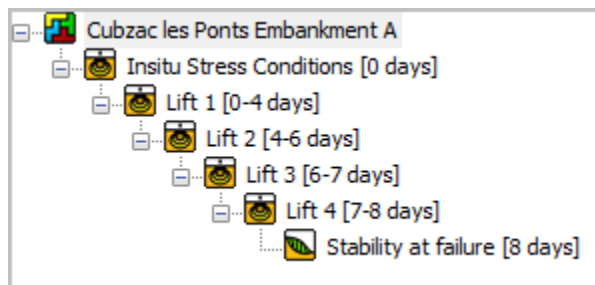 Cubzac les Ponts Embankment A
Insitu Stress Conditions [0 days]
Lift 1 [0-4 days]
Lift 2 [4-6 days]
Lift 3 [6-7 days]
Lift 4 [7-8 days]
Stability at failure [8 days]